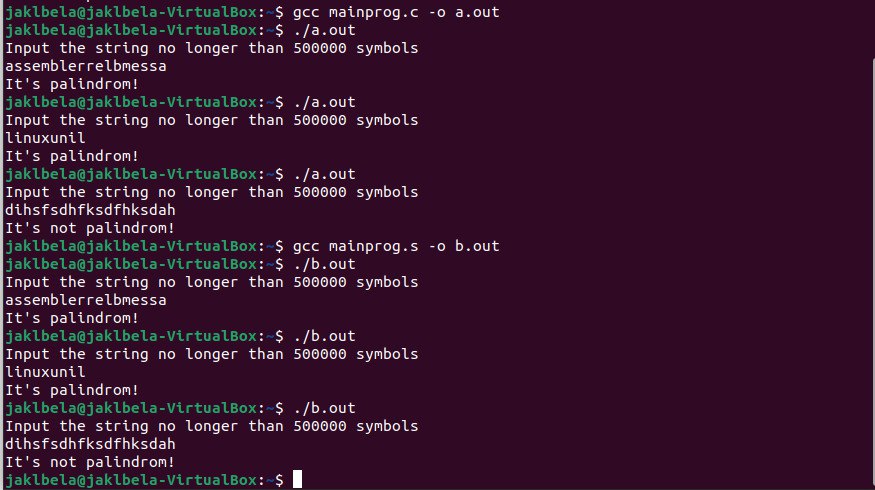 jaklbela@jaklbela-VirtualBox:~$ gcc mainprog.c -o a.out
jaklbela@jaklbela-VirtualBox:~$ ./a.out
Input the string no longer than 500000 symbols
assemblerrelbmessa
It's palindrom!
jaklbela@jaklbela-VirtualBox:~$ ./a.out
Input the string no longer than 500000 symbols
linuxunil
It's palindrom!
jaklbela@jaklbela-VirtualBox:~$ ./a.out
Input the string no longer than 500000 symbols
dihsfsdhfksdfhksdah
It's not palindrom!
jaklbela@jaklbela-VirtualBox:~$ gcc mainprog.s -o b.out
jaklbela@jaklbela-VirtualBox:~$ ./b.out
Input the string no longer than 500000 symbols
assemblerrelbmessa
It's palindrom!
jaklbela@jaklbela-VirtualBox:~$ ./b.out
Input the string no longer than 500000 symbols
linuxunil
It's palindrom!
jaklbela@jaklbela-VirtualBox:~$ ./b.out
Input the string no longer than 500000 symbols
dihsfsdhfksdfhksdah
It's not palindrom!
jaklbela@jaklbela-VirtualBox:~$